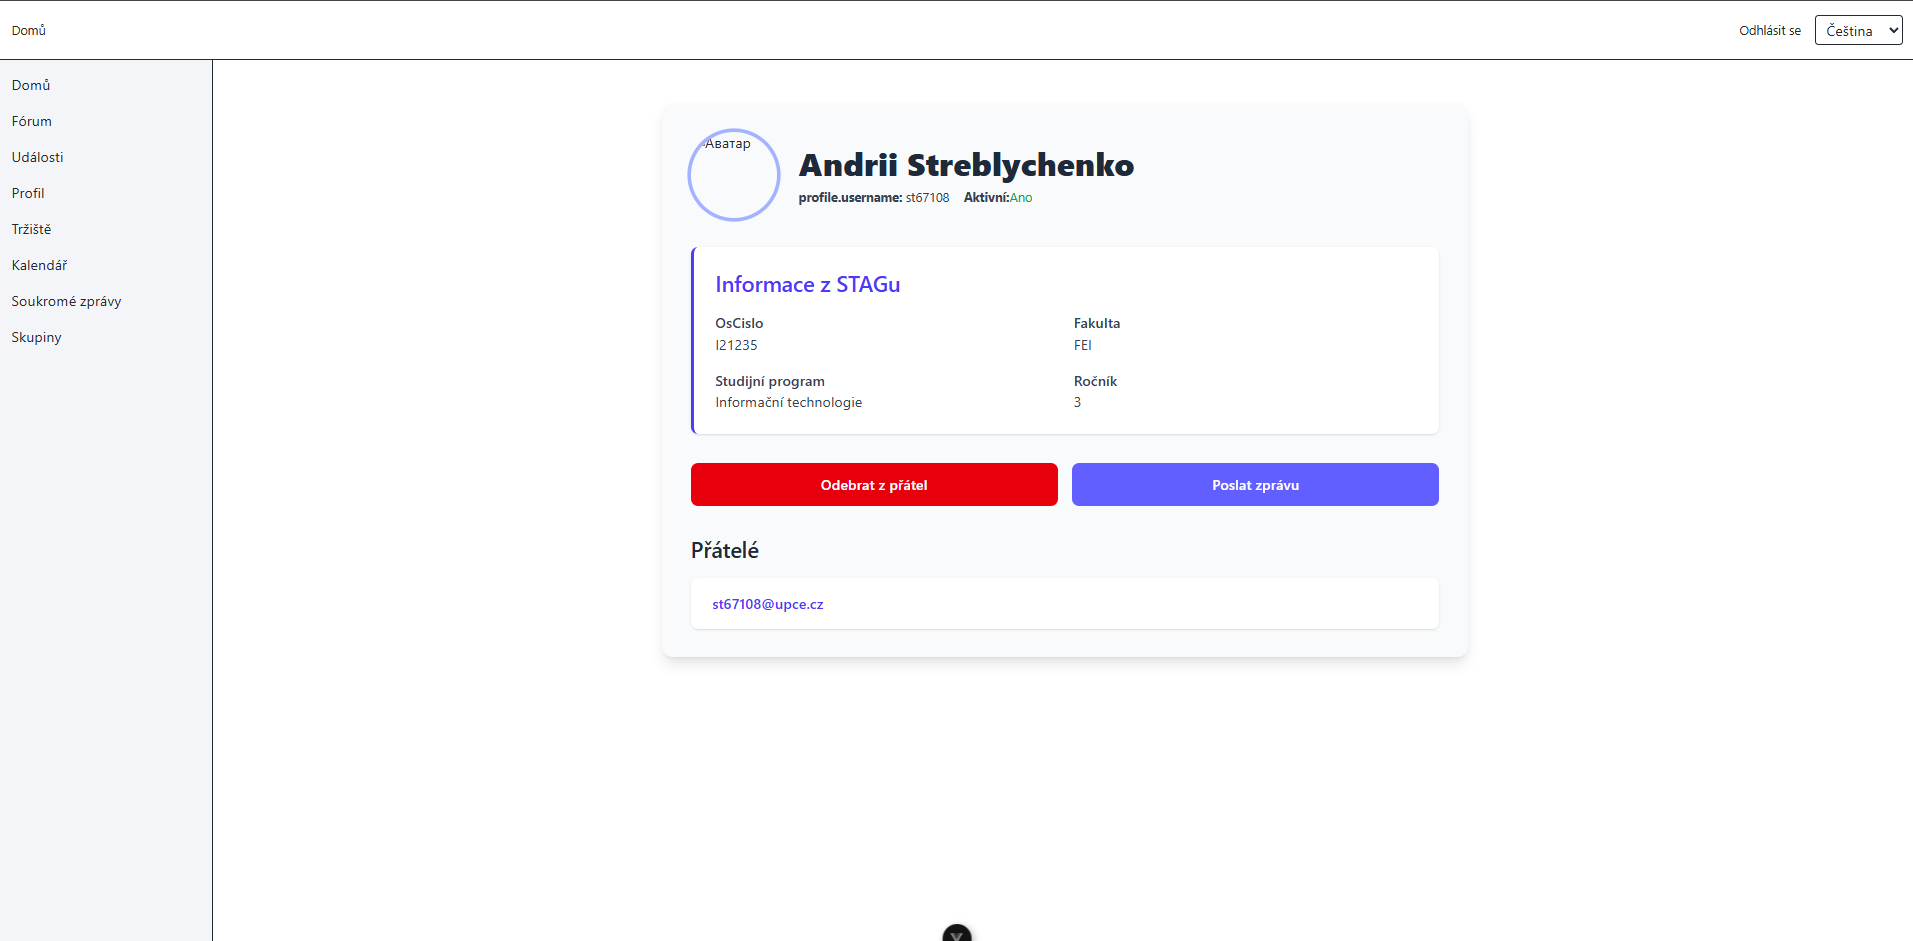 Domů
Odhlásit se
Čeština
Domů
Fórum
Události
Profil
Tržiště
Kalendář
Soukromé zprávy
Skupiny
Аватар
Andrii Streblychenko
profile.username: st67108 Aktivní:Ano
Informace z STAGu
OsCislo
I21235
Fakulta
FEI
Studijní program
Informační technologie
Ročník
3
Odebrat z přátel
Poslat zprávu
Přátelé
st67108@upce.cz